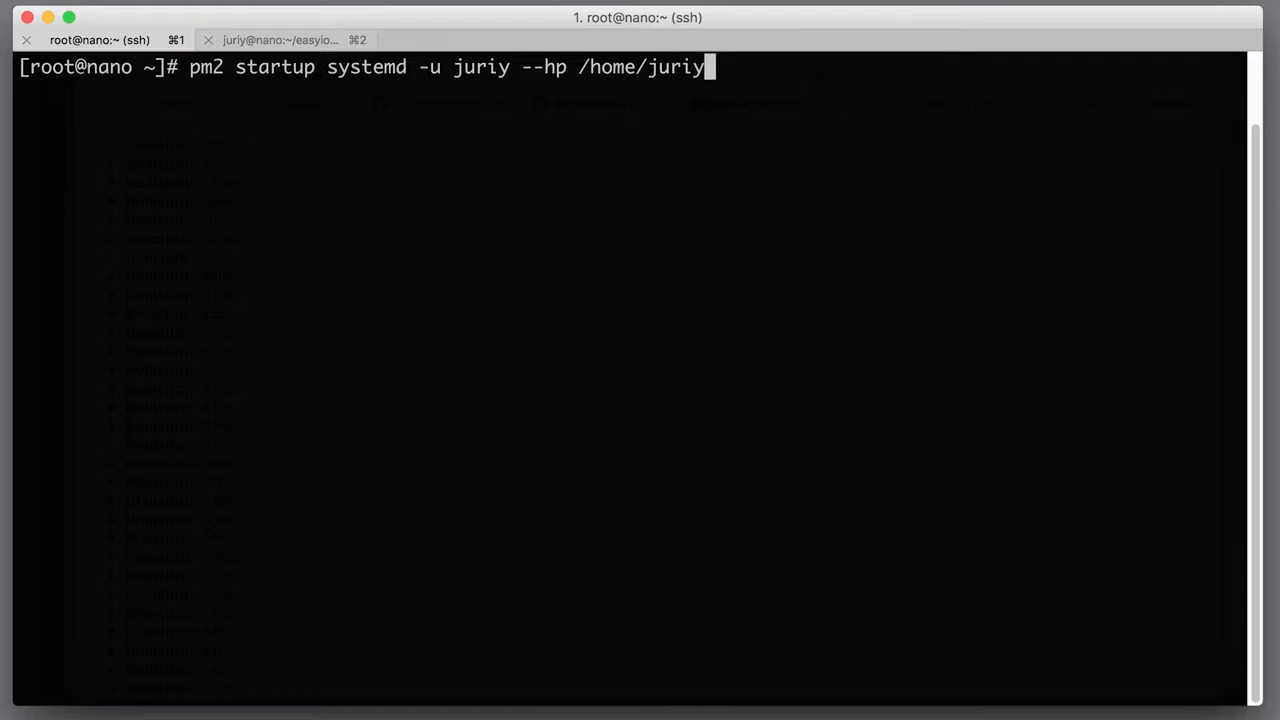 1. root@nano:~ (ssh)
root@nano:~ (ssh) ⌘1 juriy@nano:~/easyio... ⌘2
[root@nano ~]# pm2 startup systemd -u juriy --hp /home/juriy